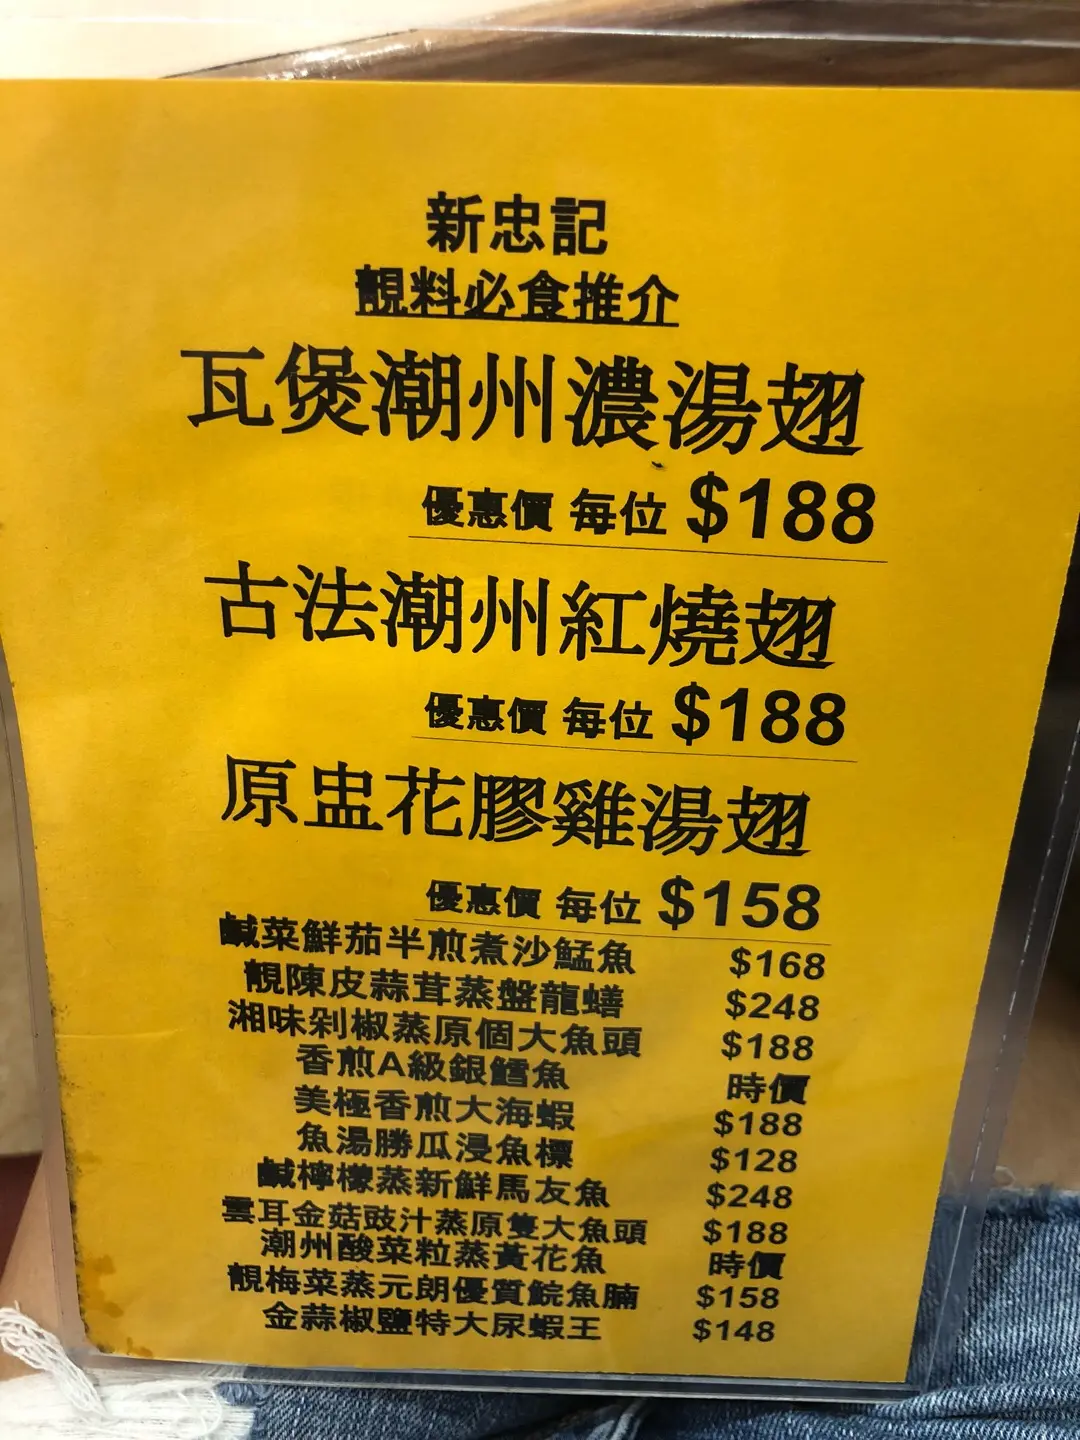 新忠記
靚料必食推介
瓦煲潮州濃湯翅
優惠價 每位 $188
古法潮州紅燒翅
優惠價 每位 $188
原盅花膠雞湯翅
優惠價 每位 $158
鹹菜鮮茄半煎煮沙鯭魚 $168
靚陳皮蒜茸蒸盤龍鱔 $248
湘味剁椒蒸原個大魚頭 $188
香煎A級銀鱈魚 時價
美極香煎大海蝦 $188
魚湯勝瓜浸魚標 $128
鹹檸檬蒸新鮮馬友魚 $248
雲耳金菇豉汁蒸原隻大魚頭 $188
潮州酸菜粒蒸黃花魚 時價
靚梅菜蒸元朗優質鯇魚腩 $158
金蒜椒鹽特大尿蝦王 $148